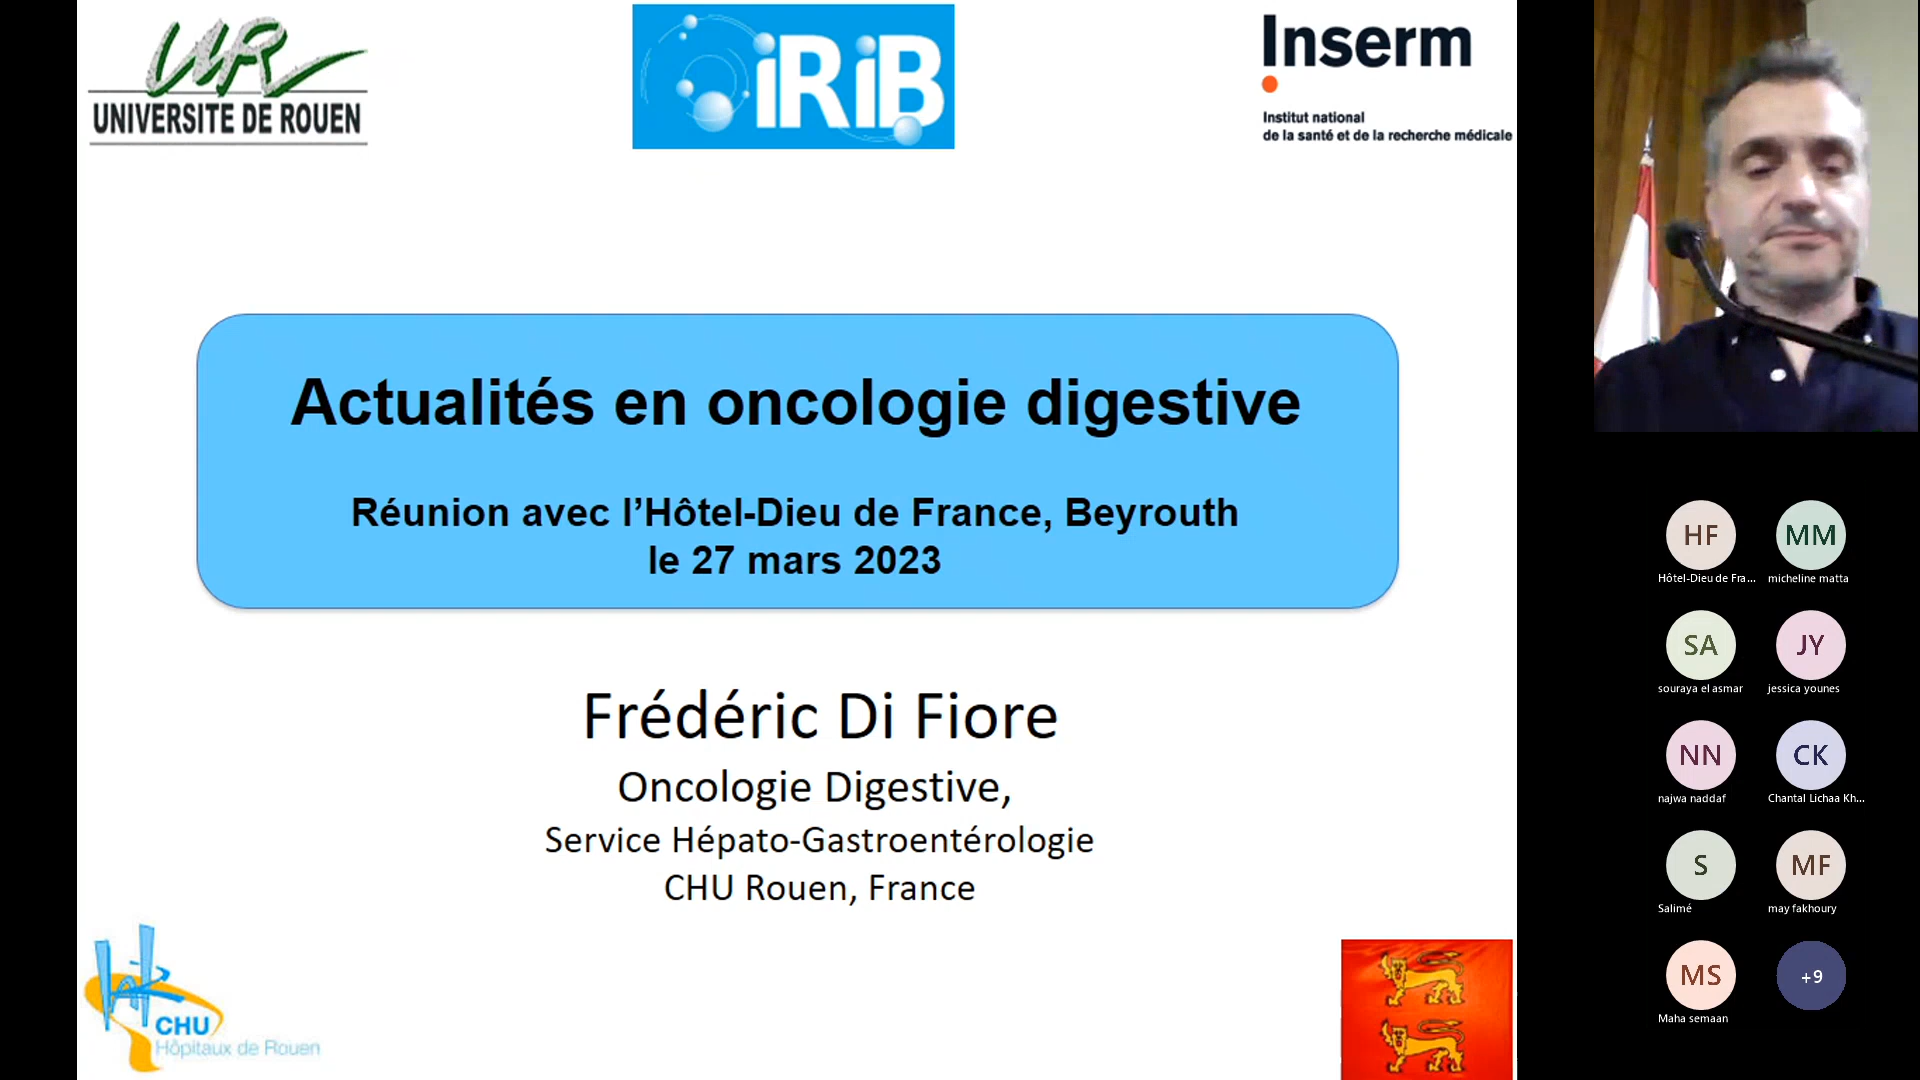 UR
UNIVERSITE DE ROUEN
iRiB
Inserm
Institut national
de la santé et de la recherche médicale
Actualités en oncologie digestive
Réunion avec l’Hôtel-Dieu de France, Beyrouth
le 27 mars 2023
Frédéric Di Fiore
Oncologie Digestive,
Service Hépato-Gastroentérologie
CHU Rouen, France
CHU
Hôpitaux de Rouen
HF
Hôtel-Dieu de Fra...
MM
micheline matta
SA
souraya el asmar
JY
jessica younes
NN
najwa naddaf
CK
Chantal Lichaa Kh...
S
Salimé
MF
may fakhoury
MS
Maha semaan
+9